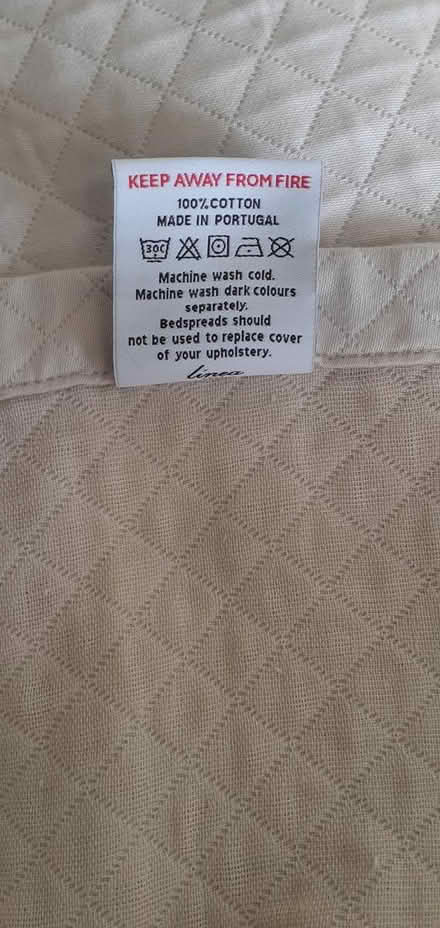 KEEP AWAY FROM FIRE
100% COTTON
MADE IN PORTUGAL
30C
Machine wash cold.
Machine wash dark colours
separately.
Bedspreads should
not be used to replace cover
of your upholstery.
linea